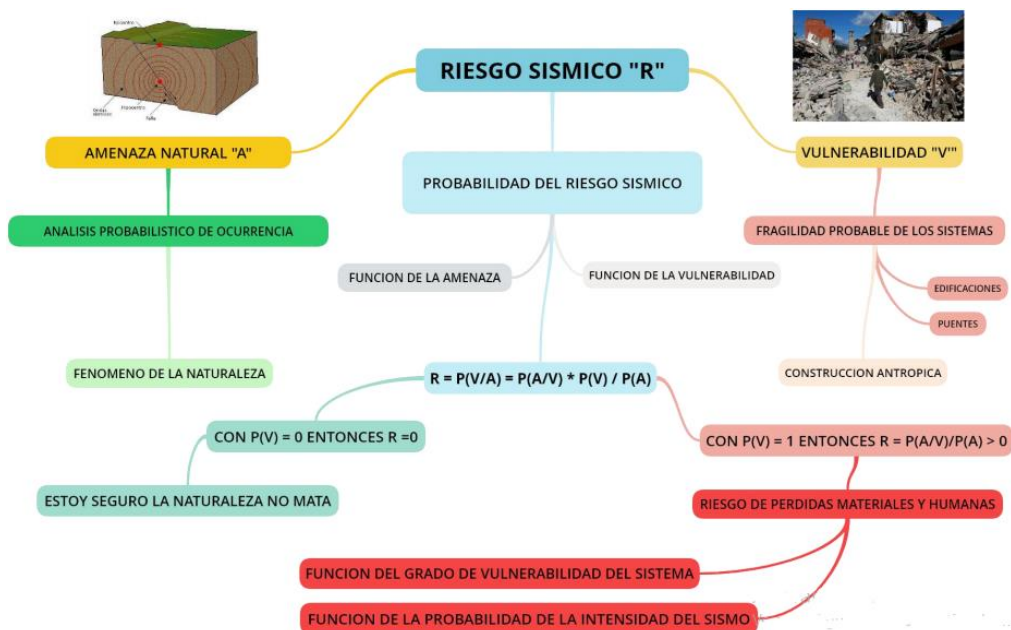 RIESGO SISMICO "R"
Epicentro
Hipocentro
Falla
AMENAZA NATURAL "A"
VULNERABILIDAD "V'"
PROBABILIDAD DEL RIESGO SISMICO
ANALISIS PROBABILISTICO DE OCURRENCIA
FRAGILIDAD PROBABLE DE LOS SISTEMAS
FUNCION DE LA AMENAZA
FUNCION DE LA VULNERABILIDAD
EDIFICACIONES
PUENTES
FENOMENO DE LA NATURALEZA
R = P(V/A) = P(A/V) * P(V) / P(A)
CONSTRUCCION ANTROPICA
CON P(V) = 0 ENTONCES R =0
CON P(V) = 1 ENTONCES R = P(A/V)/P(A) > 0
ESTOY SEGURO LA NATURALEZA NO MATA
RIESGO DE PERDIDAS MATERIALES Y HUMANAS
FUNCION DEL GRADO DE VULNERABILIDAD DEL SISTEMA
FUNCION DE LA PROBABILIDAD DE LA INTENSIDAD DEL SISMO